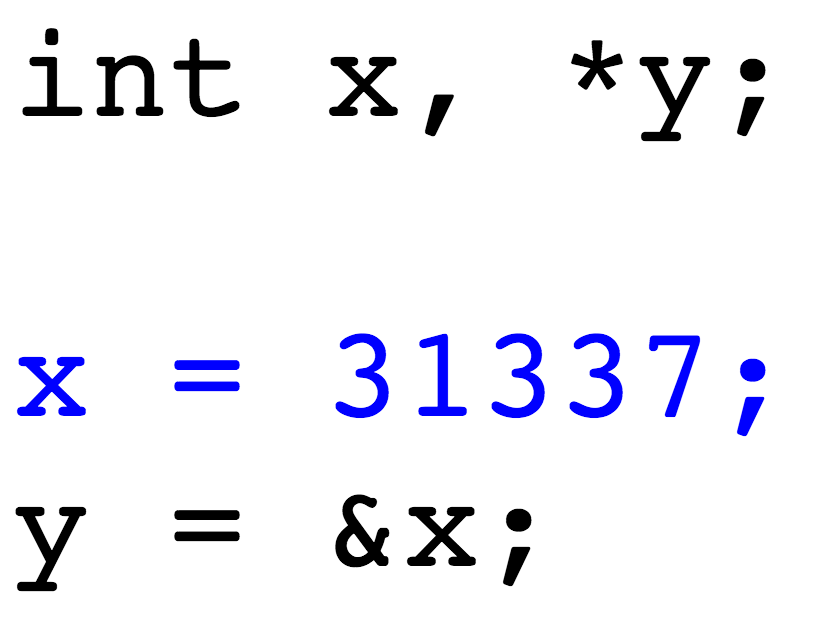 int x, *y;
x = 31337;
y = &x;